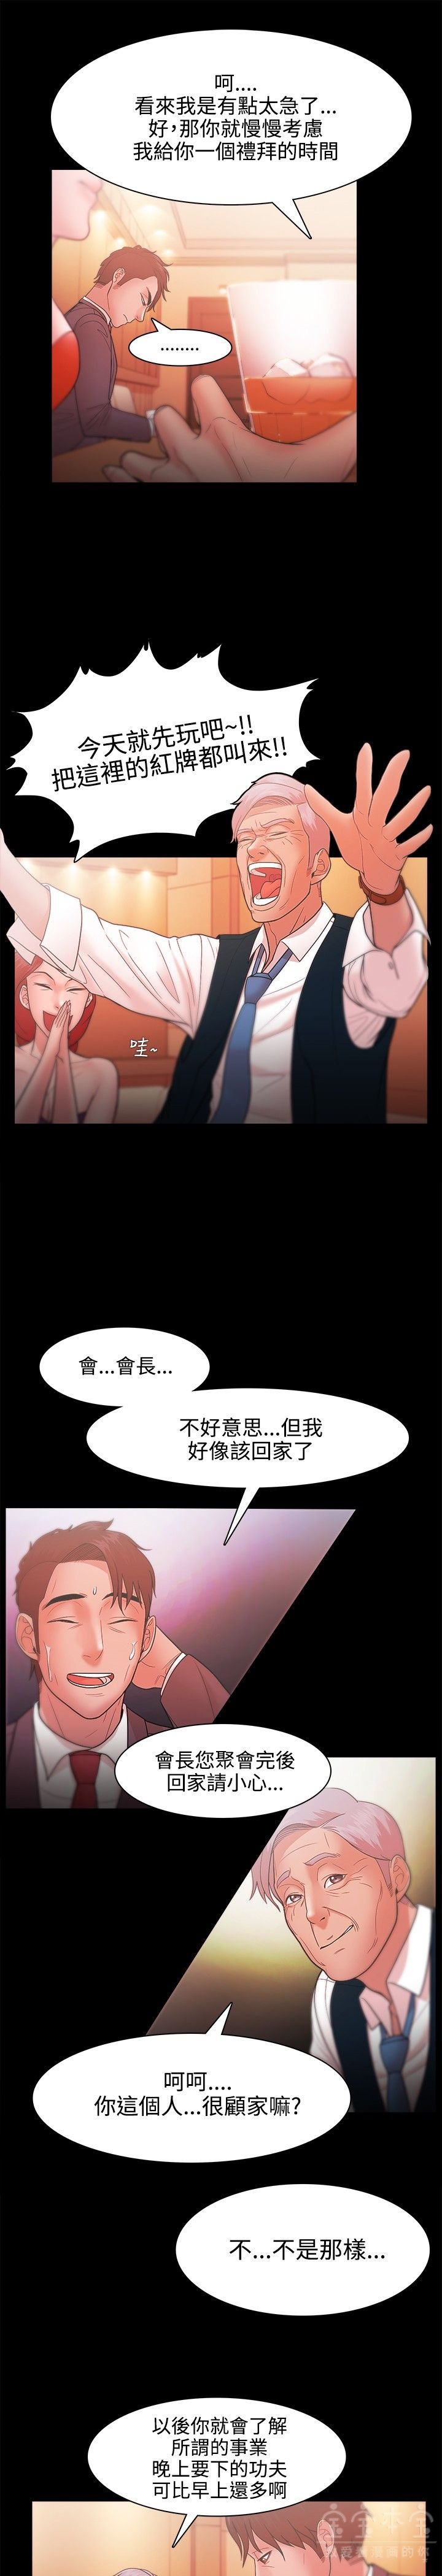 呵....
看來我是有點太急了...
好,那你就慢慢考慮
我給你一個禮拜的時間
........
今天就先玩吧~!!
把這裡的紅牌都叫來!!
哇~
會...會長...
不好意思...但我
好像該回家了
會長您聚會完後
回家請小心...
呵呵....
你這個人...很顧家嘛?
不...不是那樣...
以後你就會了解
所謂的事業
晚上要下的功夫
可比早上還多啊